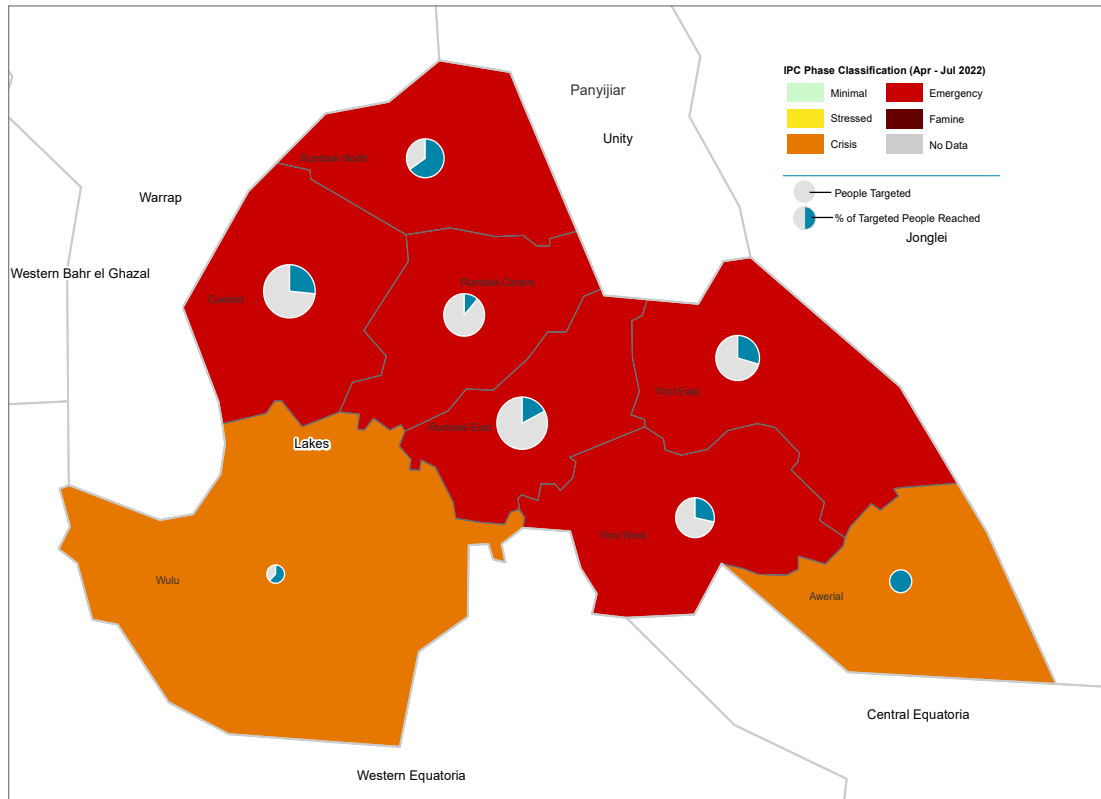 IPC Phase Classification (Apr - Jul 2022)
Minimal
Emergency
Stressed
Famine
Crisis
No Data
People Targeted
% of Targeted People Reached
Panyijiar
Unity
Jonglei
Warrap
Western Bahr el Ghazal
Rumbek North
Cueibet
Rumbek Centre
Yirol East
Rumbek East
Lakes
Yirol West
Wulu
Awerial
Central Equatoria
Western Equatoria